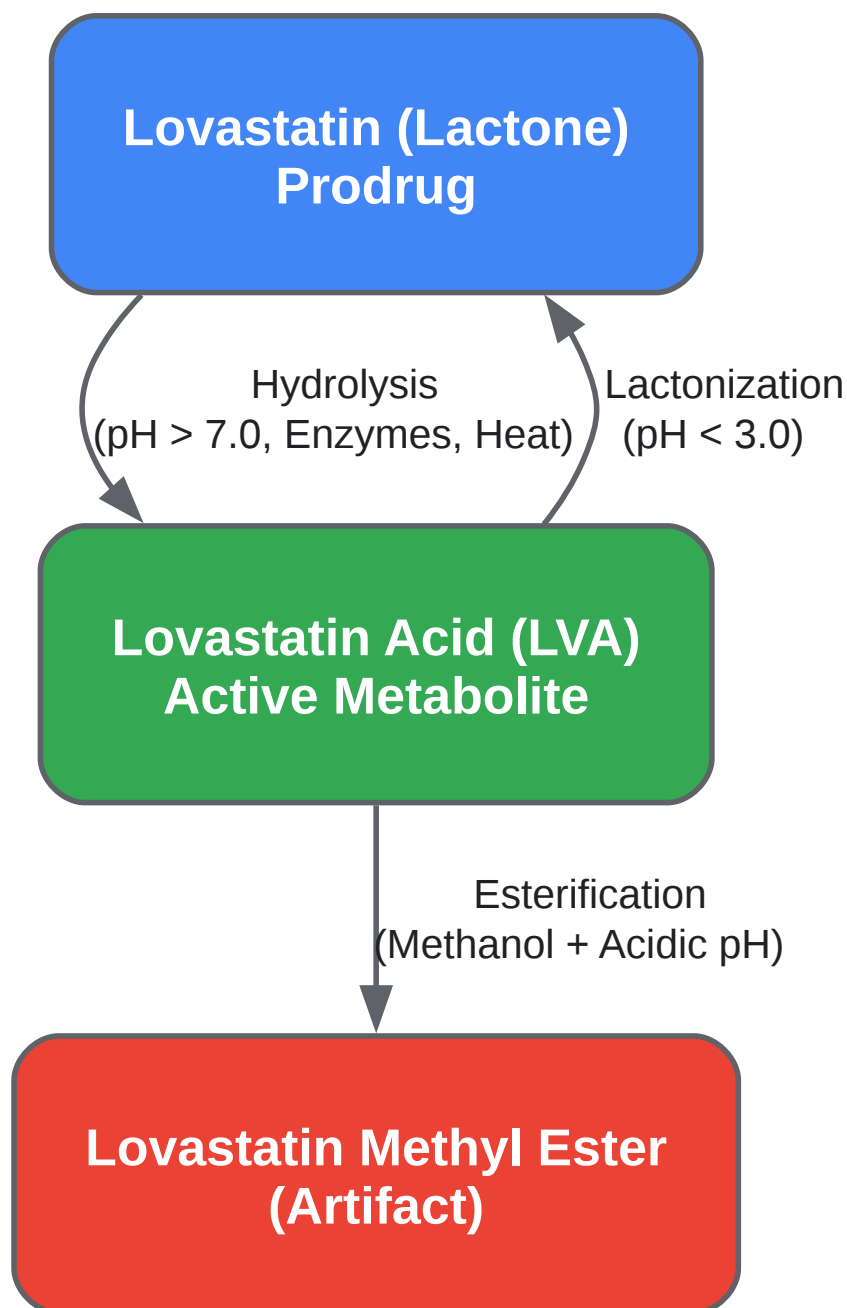 Lovastatin (Lactone)
Prodrug
Hydrolysis
(pH > 7.0, Enzymes, Heat)
Lactonization
(pH < 3.0)
Lovastatin Acid (LVA)
Active Metabolite
Esterification
(Methanol + Acidic pH)
Lovastatin Methyl Ester
(Artifact)